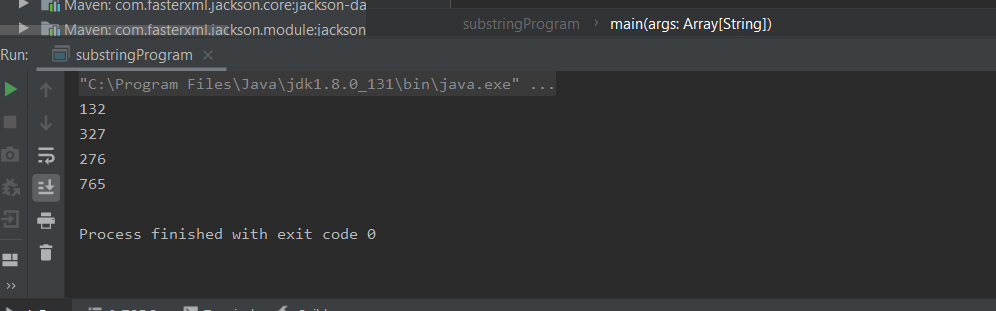 Maven: com.fasterxml.jackson.core:jackson-da
Maven: com.fasterxml.jackson.module:jackson
substringProgram › main(args: Array[String])
Run: substringProgram ×
"C:\Program Files\Java\jdk1.8.0_131\bin\java.exe" ...
132
327
276
765
Process finished with exit code 0
»